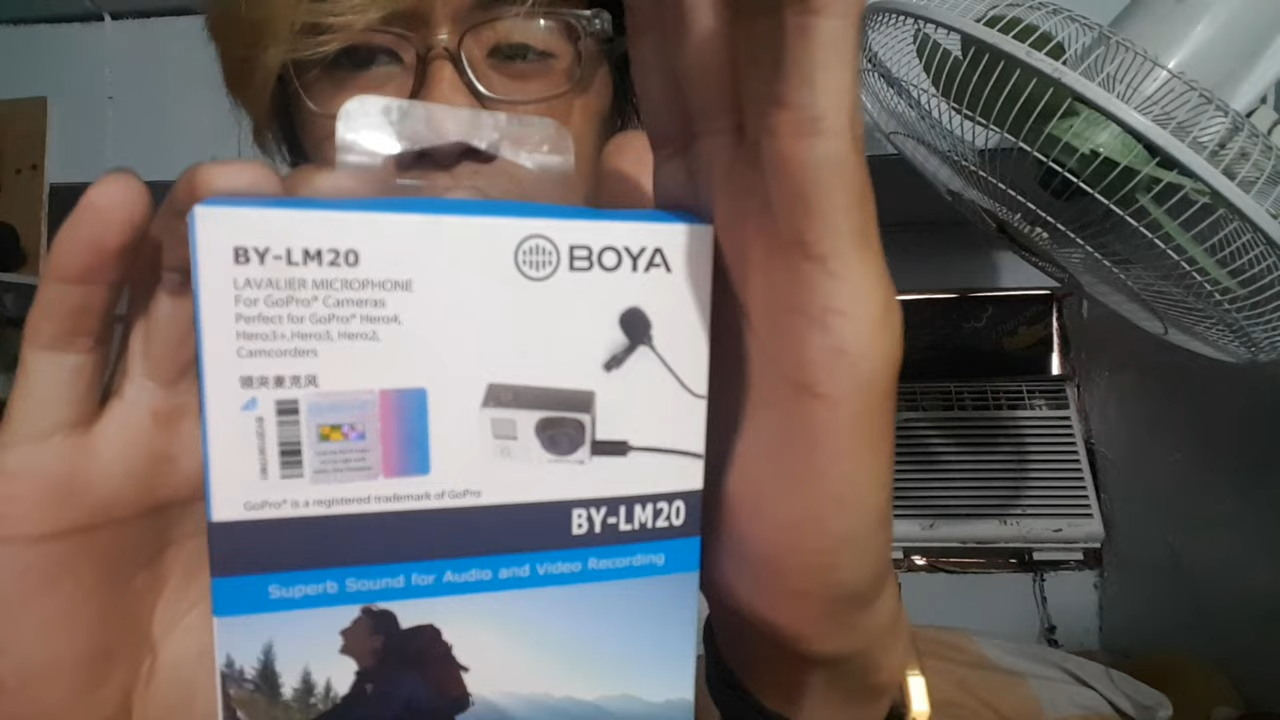 BY-LM20
BOYA
LAVALIER MICROPHONE
For GoPro® Cameras
Perfect for GoPro® Hero4,
Hero3+,Hero3, Hero2,
Camcorders
领夹麦克风
GoPro® is a registered trademark of GoPro
BY-LM20
Superb Sound for Audio and Video Recording